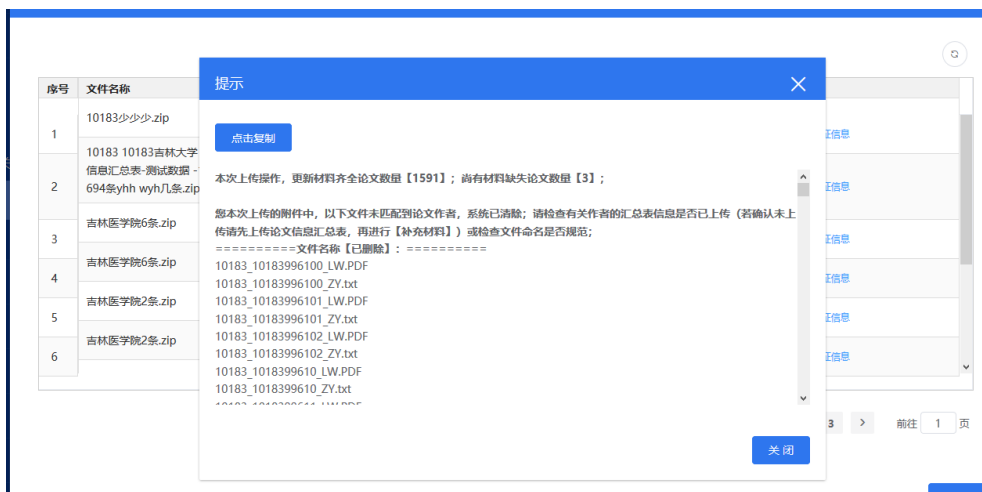 序号 文件名称
1 10183少少少.zip 证信息
2 10183 10183吉林大学
信息汇总表-测试数据 -
694条yhh wyh几条.zip 证信息
3 吉林医学院6条.zip 证信息
4 吉林医学院6条.zip 证信息
5 吉林医学院2条.zip 证信息
6 吉林医学院2条.zip 证信息
提示
点击复制
本次上传操作，更新材料齐全论文数量【1591】；尚有材料缺失论文数量【3】；
您本次上传的附件中，以下文件未匹配到论文作者，系统已清除；请检查有关作者的汇总表信息是否已上传（若确认未上
传请先上传论文信息汇总表，再进行【补充材料】）或检查文件命名是否规范；
==========文件名称【已删除】：==========
10183_10183996100_LW.PDF
10183_10183996100_ZY.txt
10183_10183996101_LW.PDF
10183_10183996101_ZY.txt
10183_10183996102_LW.PDF
10183_10183996102_ZY.txt
10183_1018399610_LW.PDF
10183_1018399610_ZY.txt
关闭
3 > 前往 1 页